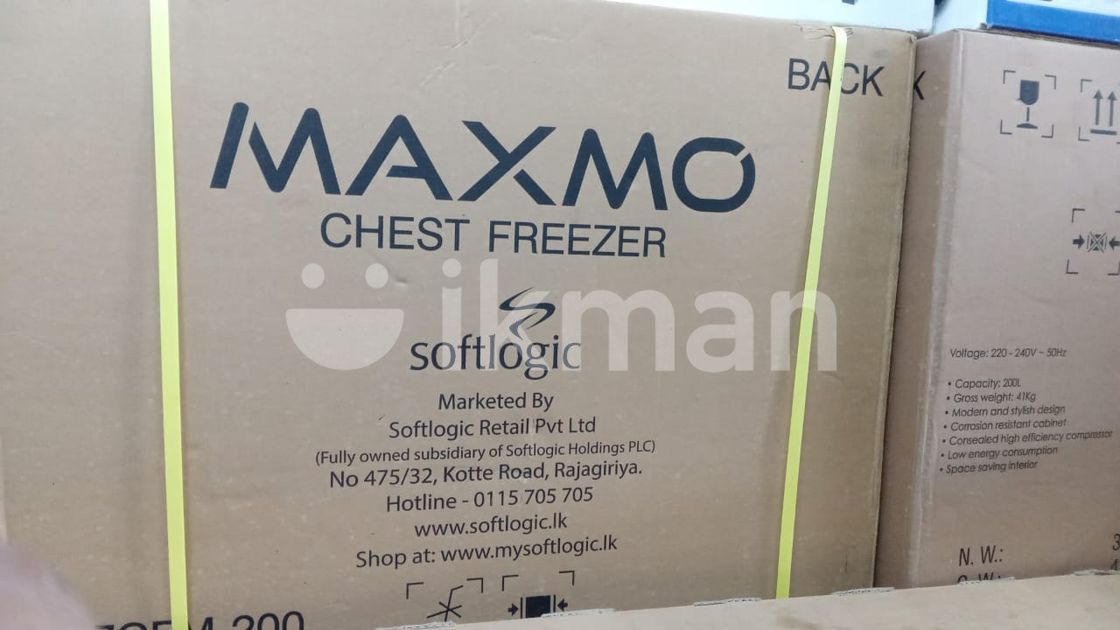 BACK
MAXMO
CHEST FREEZER
ikman
softlogic
Marketed By
Softlogic Retail Pvt Ltd
(Fully owned subsidiary of Softlogic Holdings PLC)
No 475/32, Kotte Road, Rajagiriya.
Hotline - 0115 705 705
www.softlogic.lk
Shop at: www.mysoftlogic.lk
200
Voltage: 220 - 240V ~ 50Hz
• Capacity: 200L
• Gross weight: 41Kg
• Modern and stylish design
• Corrosion resistant cabinet
• Consealed high efficiency compressor
• Low energy consumption
• Space saving interior
N. W.: